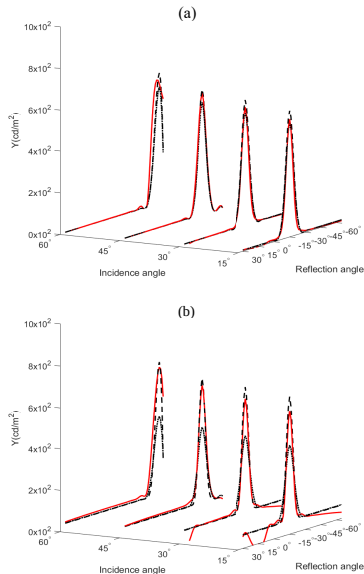 (a)
10x10²
8x10²
6x10²
4x10²
2x10²
0x10²
Y(cd/m²)
60°
45°
30°
15°
Incidence angle
30°
15°
0°
-15°
-30°
-45°
-60°
Reflection angle
(b)
10x10²
8x10²
6x10²
4x10²
2x10²
0x10²
Y(cd/m²)
60°
45°
30°
15°
Incidence angle
30°
15°
0°
-15°
-30°
-45°
-60°
Reflection angle